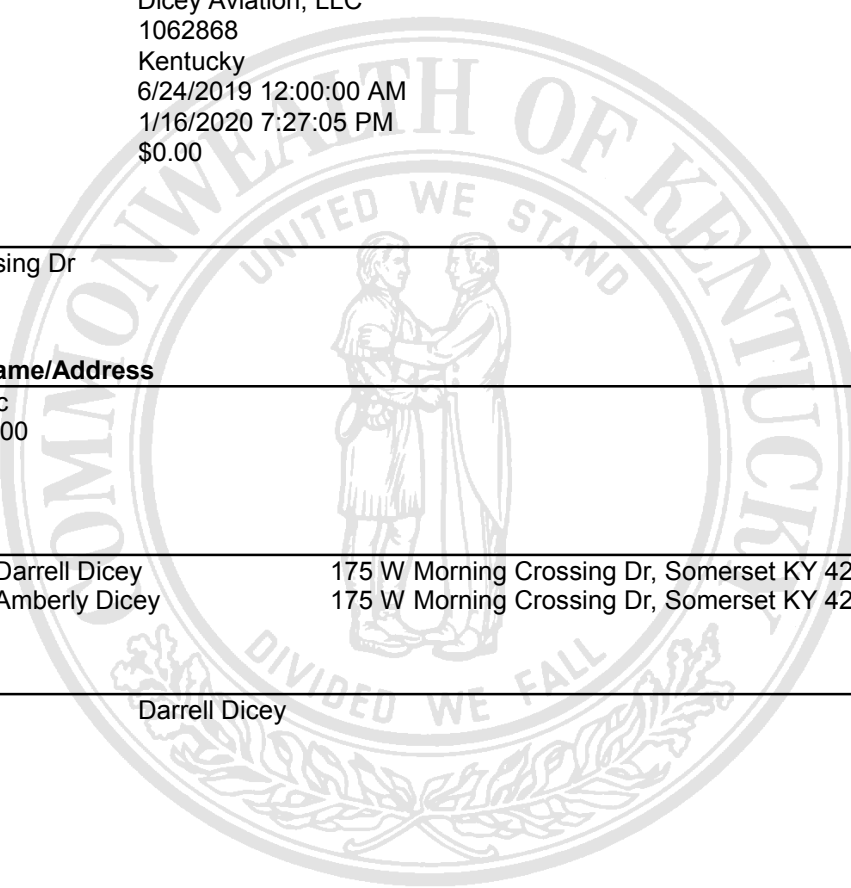 Dicey Aviation, LLC
1062868
Kentucky
6/24/2019 12:00:00 AM
1/16/2020 7:27:05 PM
$0.00
sing Dr
ame/Address
c
00
Darrell Dicey 175 W Morning Crossing Dr, Somerset KY 42
Amberly Dicey 175 W Morning Crossing Dr, Somerset KY 42
Darrell Dicey
COMMONWEALTH OF KENTUCKY
UNITED WE STAND
DIVIDED WE FALL